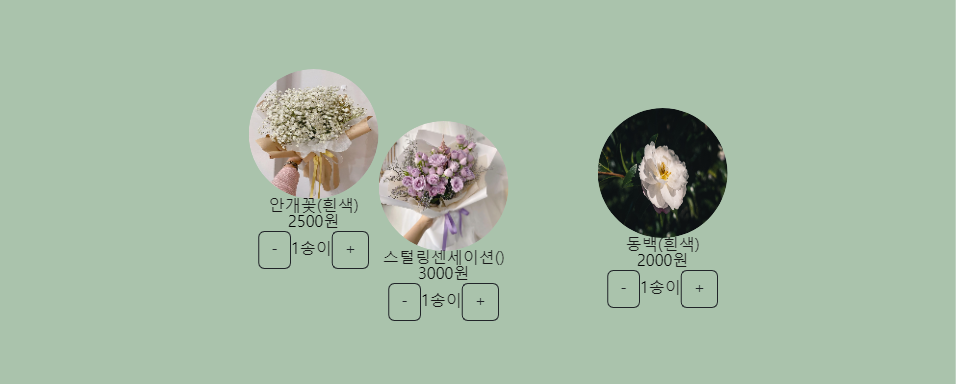 안개꽃(흰색)
2500원
- 1송이 +
스털링센세이션()
3000원
- 1송이 +
동백(흰색)
2000원
- 1송이 +